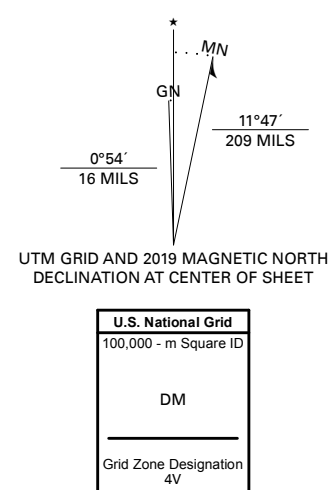 ★
MN
GN
11°47´
209 MILS
0°54´
16 MILS
UTM GRID AND 2019 MAGNETIC NORTH
DECLINATION AT CENTER OF SHEET
U.S. National Grid
100,000 - m Square ID
DM
Grid Zone Designation
4V